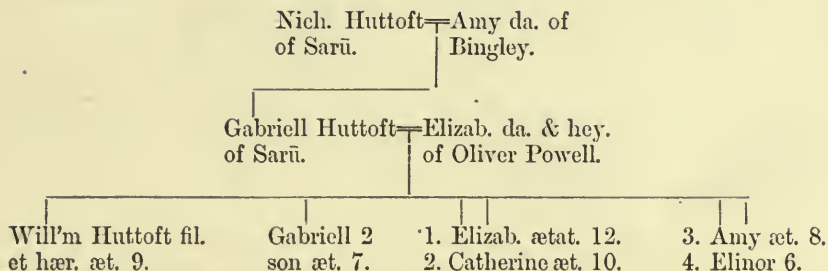 Nich. Huttoft=Amy da. of
of Sarū. Bingley.
Gabriell Huttoft=Elizab. da. & hey.
of Sarū. of Oliver Powell.
Will'm Huttoft fil. Gabriell 2 1. Elizab. ætat. 12. 3. Amy æt. 8.
et hær. æt. 9. son æt. 7. 2. Catherine æt. 10. 4. Elinor 6.